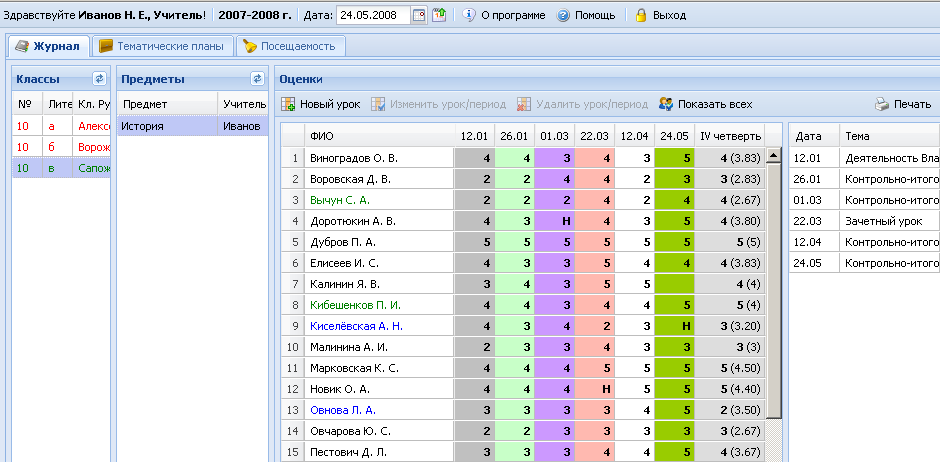 Здравствуйте Иванов Н. Е., Учитель! 2007-2008 г. Дата: 24.05.2008 О программе Помощь Выход
Журнал Тематические планы Посещаемость
Классы Предметы Оценки
№ Лите Кл. Ру
10 а Алекс
10 б Ворож
10 в Сапож
Предмет Учитель
История Иванов
Новый урок Изменить урок/период Удалить урок/период Показать всех Печать
ФИО 12.01 26.01 01.03 22.03 12.04 24.05 IV четверть
1 Виноградов О. В. 4 4 3 4 3 5 4 (3.83)
2 Воровская Д. В. 2 2 4 4 2 3 3 (2.83)
3 Вычун С. А. 2 2 2 4 2 4 4 (2.67)
4 Доротюкин А. В. 4 3 Н 4 3 5 4 (3.80)
5 Дубров П. А. 5 5 5 5 5 5 5 (5)
6 Елисеев И. С. 4 3 3 5 4 4 4 (3.83)
7 Калинин Я. В. 3 4 3 5 5 4 (4)
8 Кибешенков П. И. 4 4 3 4 4 5 5 (4)
9 Киселёвская А. Н. 4 3 4 2 3 Н 3 (3.20)
10 Малинина А. И. 2 3 3 4 3 3 3 (3)
11 Марковская К. С. 4 4 4 5 5 5 5 (4.50)
12 Новик О. А. 4 4 4 Н 5 5 5 (4.40)
13 Овнова Л. А. 3 3 3 3 4 5 2 (3.50)
14 Овчарова Ю. С. 2 2 3 3 3 3 3 (2.67)
15 Пестович Д. Л. 3 3 3 4 4 5 4 (3.67)
Дата Тема
12.01 Деятельность Вла
26.01 Контрольно-итого
01.03 Контрольно-итого
22.03 Зачетный урок
12.04 Контрольно-итого
24.05 Контрольно-итого